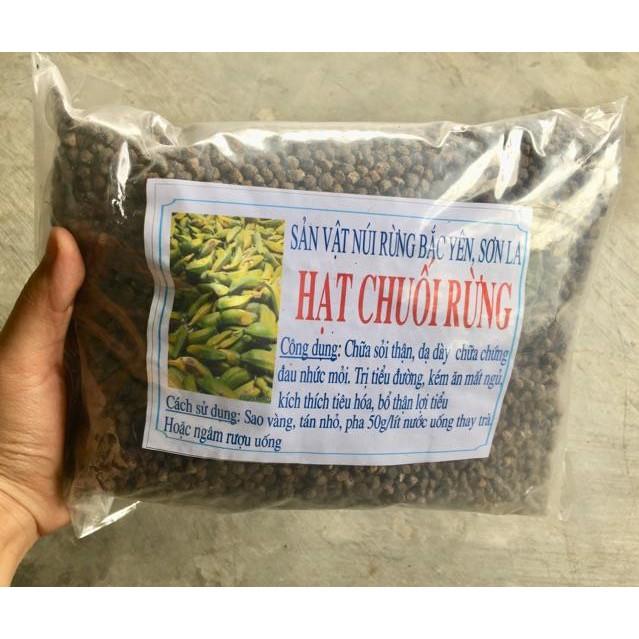 SẢN VẬT NÚI RỪNG BẮC YÊN, SƠN LA
HẠT CHUỐI RỪNG
Công dụng: Chữa sỏi thận, dạ dày chữa chứng
đau nhức mỏi. Trị tiểu đường, kém ăn mất ngủ,
kích thích tiêu hóa, bổ thận lợi tiểu
Cách sử dụng: Sao vàng, tán nhỏ, pha 50g/lít nước uống thay trà,
Hoặc ngâm rượu uống